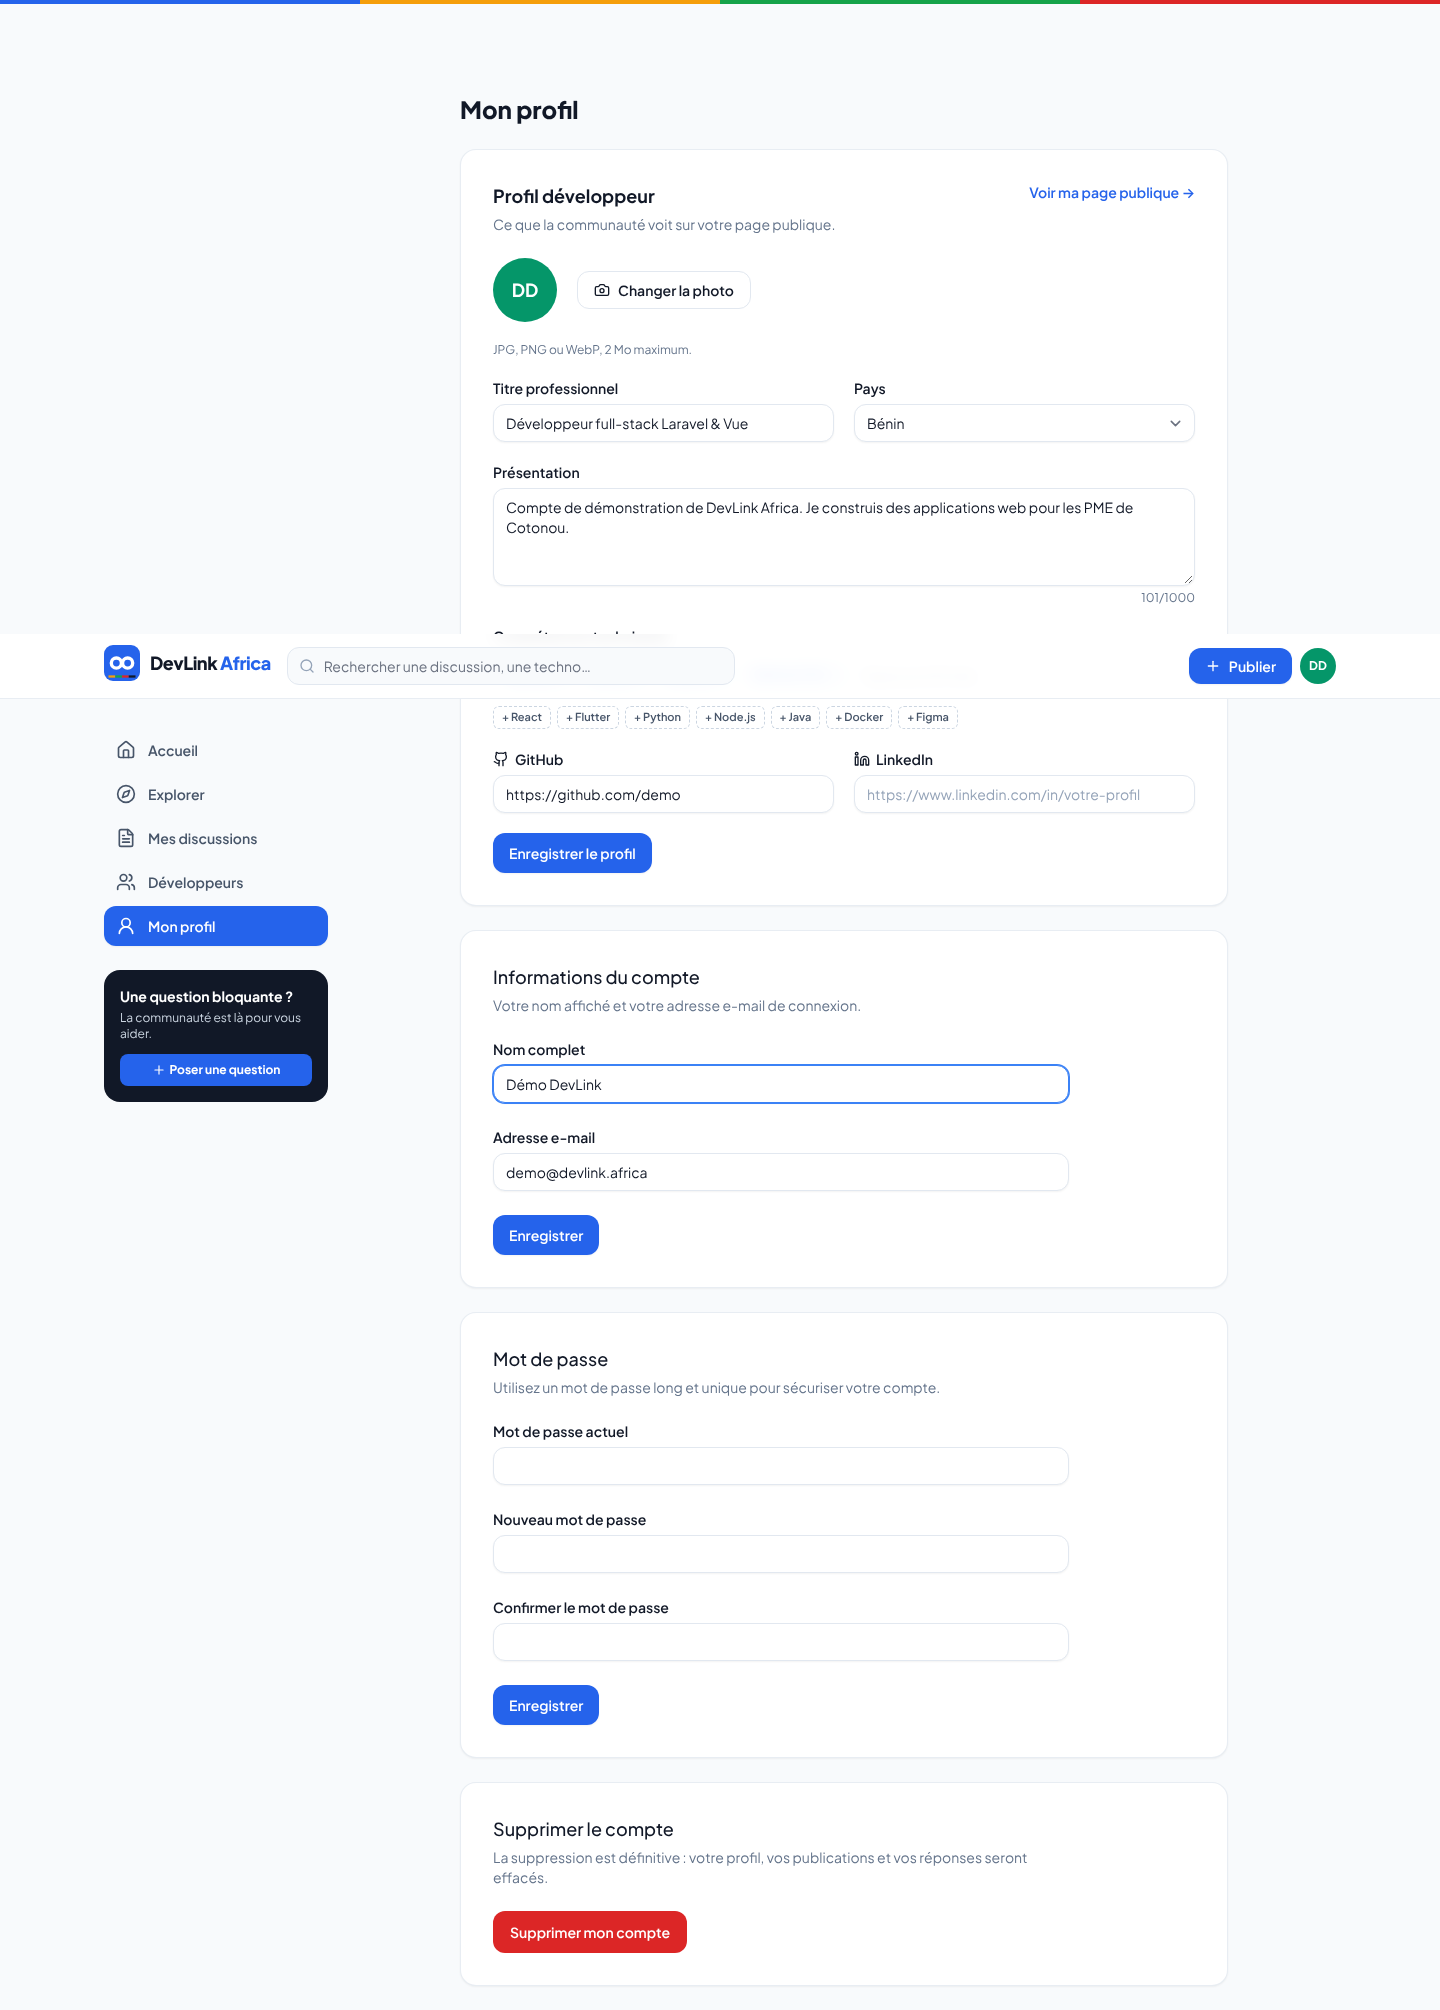 Mon profil
Profil développeur
Voir ma page publique →
Ce que la communauté voit sur votre page publique.
DD
Changer la photo
JPG, PNG ou WebP, 2 Mo maximum.
Titre professionnel
Pays
Développeur full-stack Laravel & Vue
Bénin
Présentation
Compte de démonstration de DevLink Africa. Je construis des applications web pour les PME de
Cotonou.
101/1000
DevLink Africa
Rechercher une discussion, une techno...
+ Publier
DD
+ React
+ Flutter
+ Python
+ Node.js
+ Java
+ Docker
+ Figma
GitHub
LinkedIn
https://github.com/demo
https://www.linkedin.com/in/votre-profil
Enregistrer le profil
Accueil
Explorer
Mes discussions
Développeurs
Mon profil
Une question bloquante ?
La communauté est là pour vous
aider.
+ Poser une question
Informations du compte
Votre nom affiché et votre adresse e-mail de connexion.
Nom complet
Démo DevLink
Adresse e-mail
demo@devlink.africa
Enregistrer
Mot de passe
Utilisez un mot de passe long et unique pour sécuriser votre compte.
Mot de passe actuel
Nouveau mot de passe
Confirmer le mot de passe
Enregistrer
Supprimer le compte
La suppression est définitive : votre profil, vos publications et vos réponses seront
effacés.
Supprimer mon compte